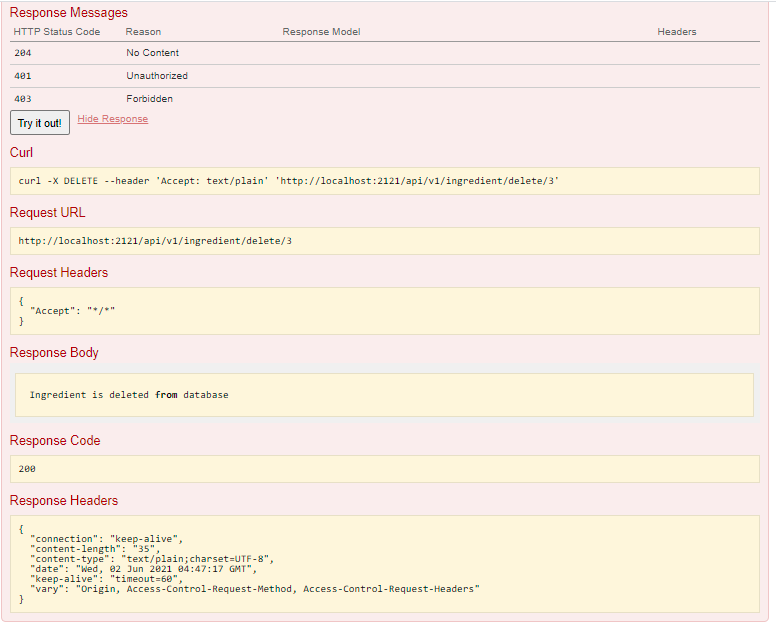 Response Messages
HTTP Status Code Reason Response Model Headers
204 No Content
401 Unauthorized
403 Forbidden
Try it out! Hide Response
Curl
curl -X DELETE --header 'Accept: text/plain' 'http://localhost:2121/api/v1/ingredient/delete/3'
Request URL
http://localhost:2121/api/v1/ingredient/delete/3
Request Headers
{
"Accept": "*/*"
}
Response Body
Ingredient is deleted from database
Response Code
200
Response Headers
{
"connection": "keep-alive",
"content-length": "35",
"content-type": "text/plain;charset=UTF-8",
"date": "Wed, 02 Jun 2021 04:47:17 GMT",
"keep-alive": "timeout=60",
"vary": "Origin, Access-Control-Request-Method, Access-Control-Request-Headers"
}